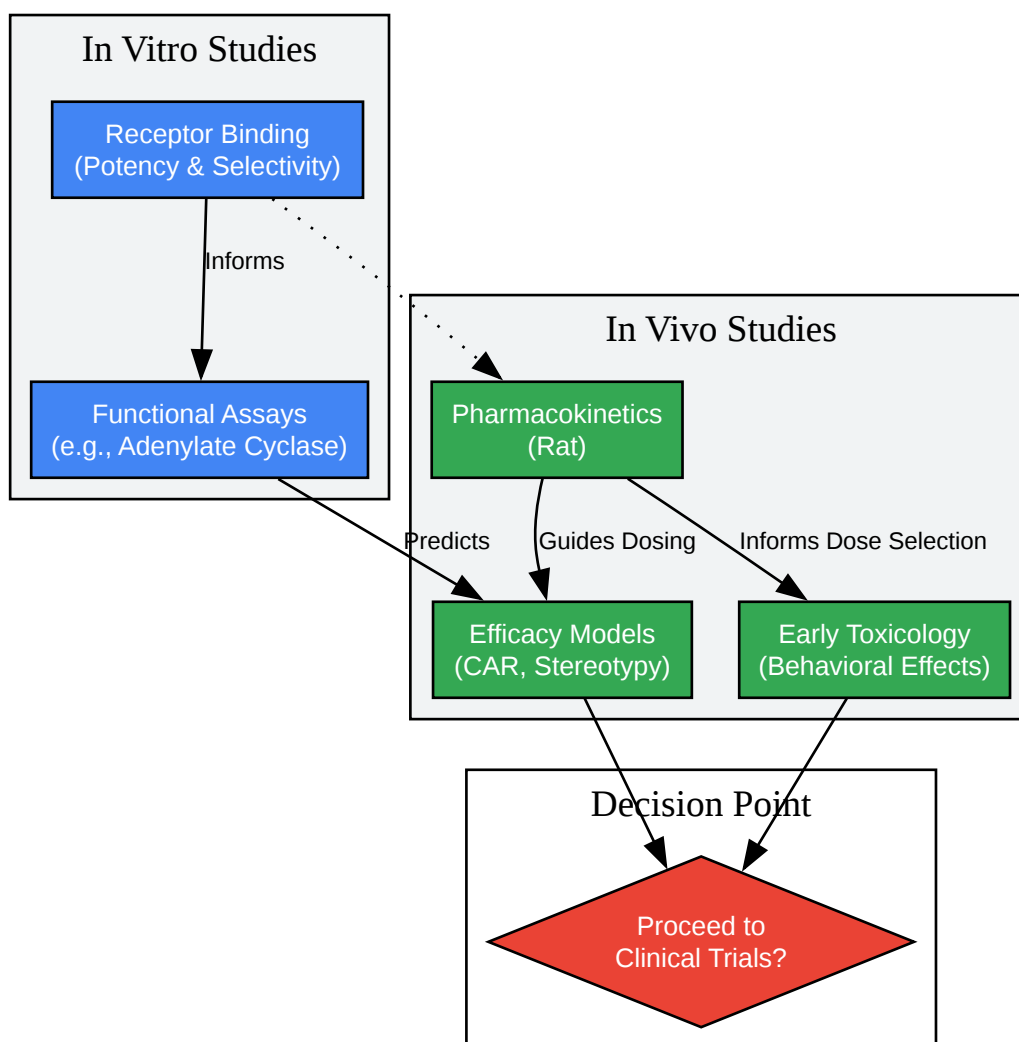 In Vitro Studies
Receptor Binding
(Potency & Selectivity)
Informs
In Vivo Studies
Functional Assays
(e.g., Adenylate Cyclase)
Pharmacokinetics
(Rat)
Predicts
Guides Dosing
Informs Dose Selection
Efficacy Models
(CAR, Stereotypy)
Early Toxicology
(Behavioral Effects)
Decision Point
Proceed to
Clinical Trials?